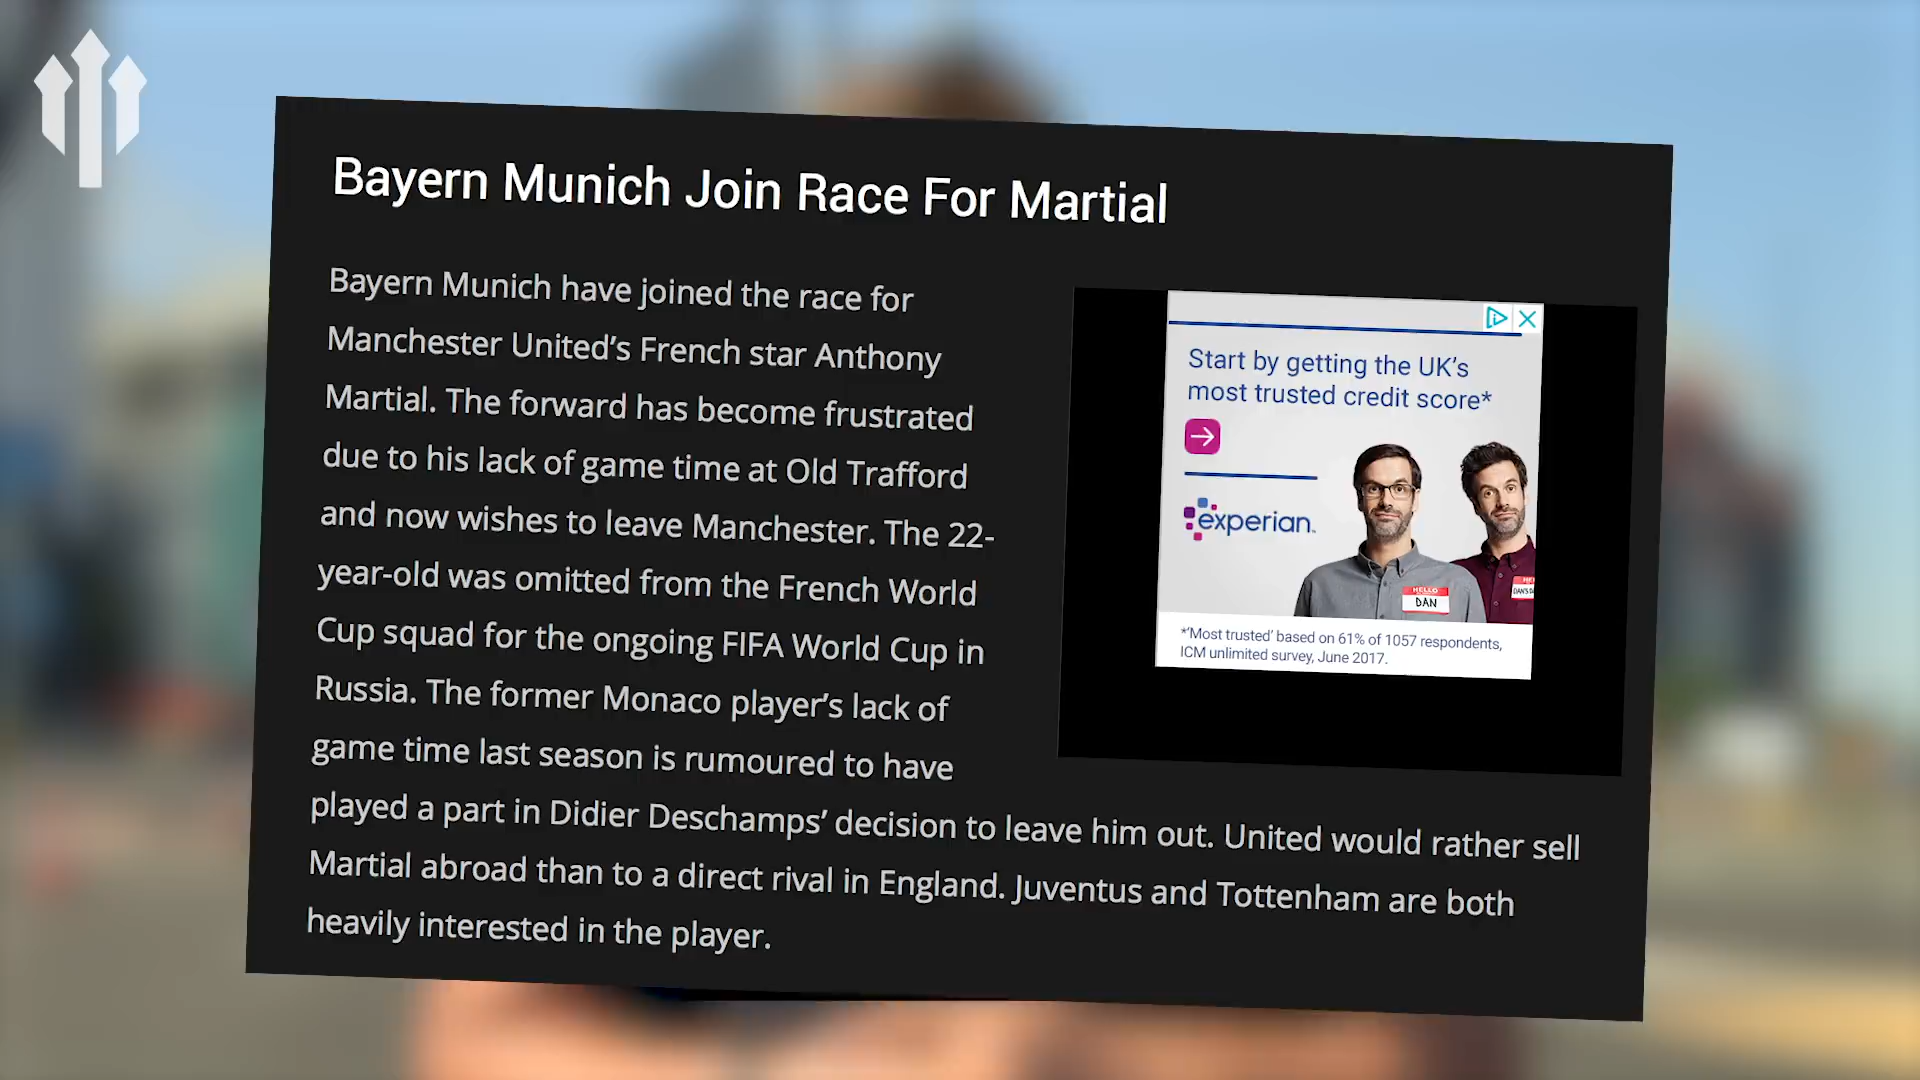 Bayern Munich Join Race For Martial
Bayern Munich have joined the race for
Manchester United’s French star Anthony
Martial. The forward has become frustrated
due to his lack of game time at Old Trafford
and now wishes to leave Manchester. The 22-
year-old was omitted from the French World
Cup squad for the ongoing FIFA World Cup in
Russia. The former Monaco player’s lack of
game time last season is rumoured to have
played a part in Didier Deschamps’ decision to leave him out. United would rather sell
Martial abroad than to a direct rival in England. Juventus and Tottenham are both
heavily interested in the player.
Start by getting the UK’s
most trusted credit score*
experian.
HELLO
DAN
*‘Most trusted’ based on 61% of 1057 respondents,
ICM unlimited survey, June 2017.